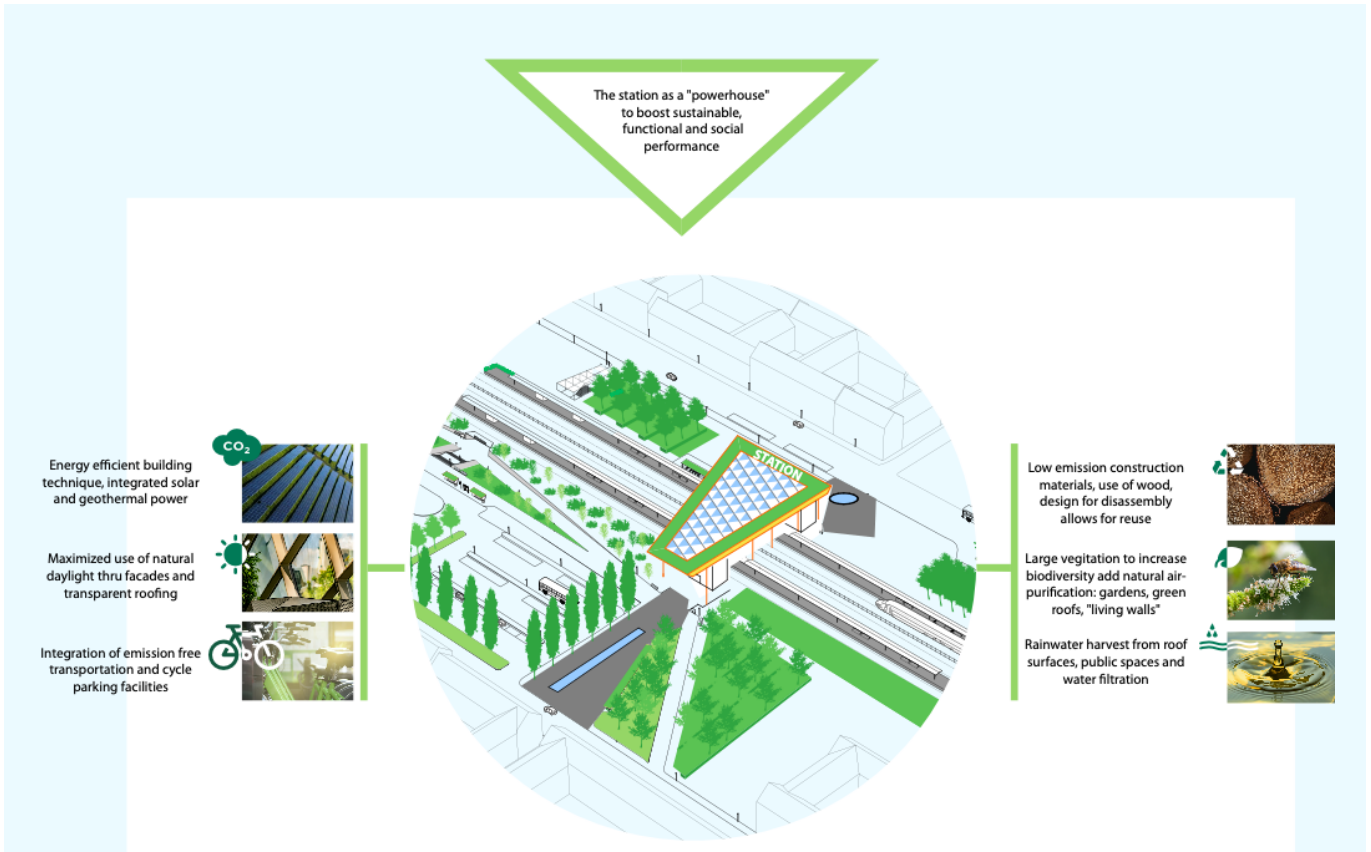 The station as a "powerhouse"
to boost sustainable,
functional and social
performance
STATION
CO₂
Energy efficient building
technique, integrated solar
and geothermal power
Maximized use of natural
daylight thru facades and
transparent roofing
Integration of emission free
transportation and cycle
parking facilities
Low emission construction
materials, use of wood,
design for disassembly
allows for reuse
Large vegitation to increase
biodiversity add natural air-
purification: gardens, green
roofs, "living walls"
Rainwater harvest from roof
surfaces, public spaces and
water filtration